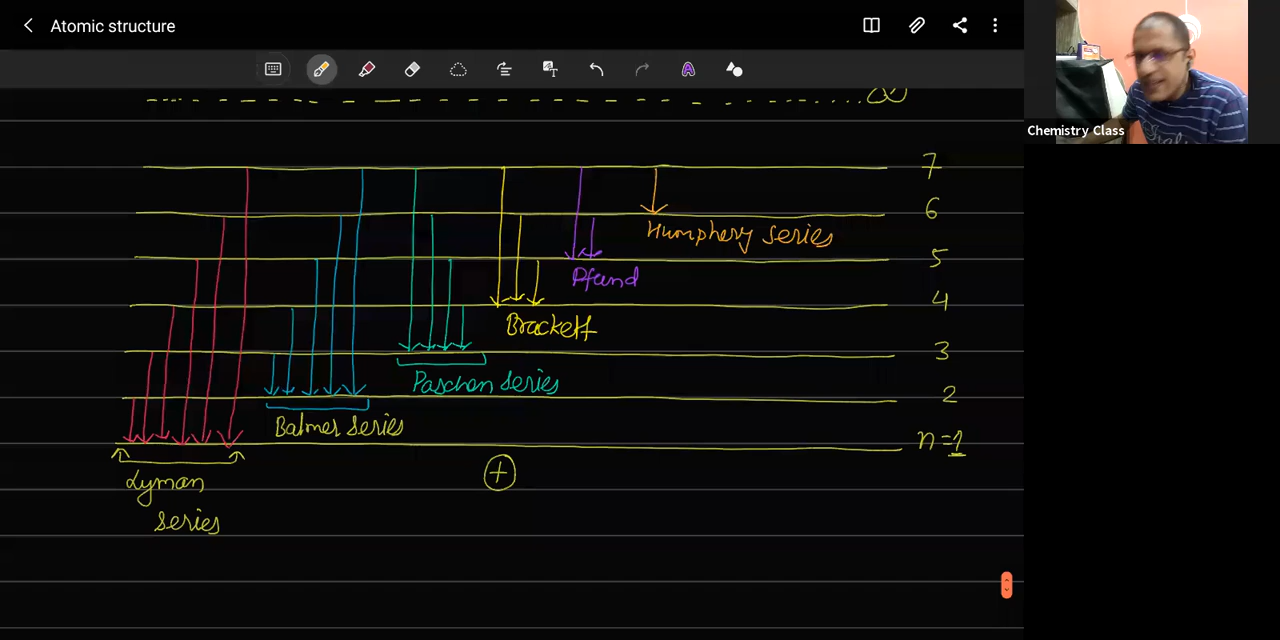 Atomic structure
Chemistry Class
7
6
Humphery series
5
Pfund
4
Brackett
3
Paschen series
2
Balmer series
n=1
+
Lyman
series